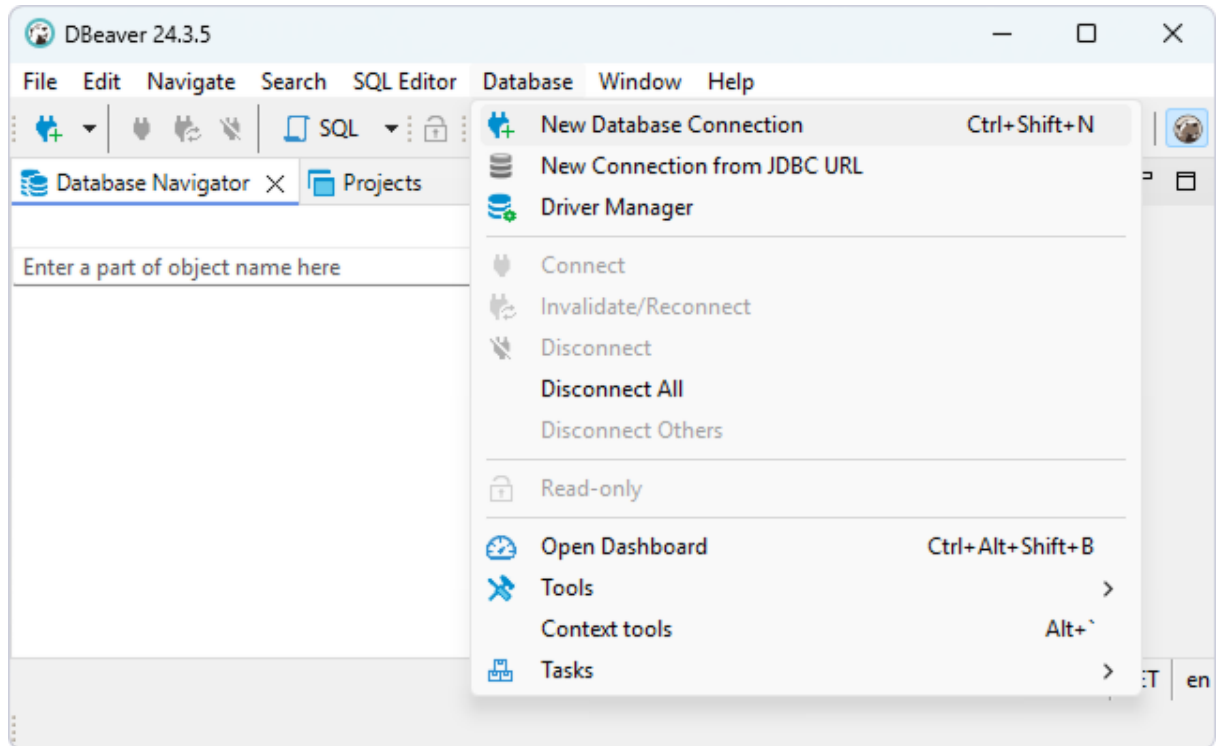 DBeaver 24.3.5
File Edit Navigate Search SQL Editor Database Window Help
SQL
Database Navigator Projects
Enter a part of object name here
New Database Connection Ctrl+Shift+N
New Connection from JDBC URL
Driver Manager
Connect
Invalidate/Reconnect
Disconnect
Disconnect All
Disconnect Others
Read-only
Open Dashboard Ctrl+Alt+Shift+B
Tools
Context tools Alt+`
Tasks
en